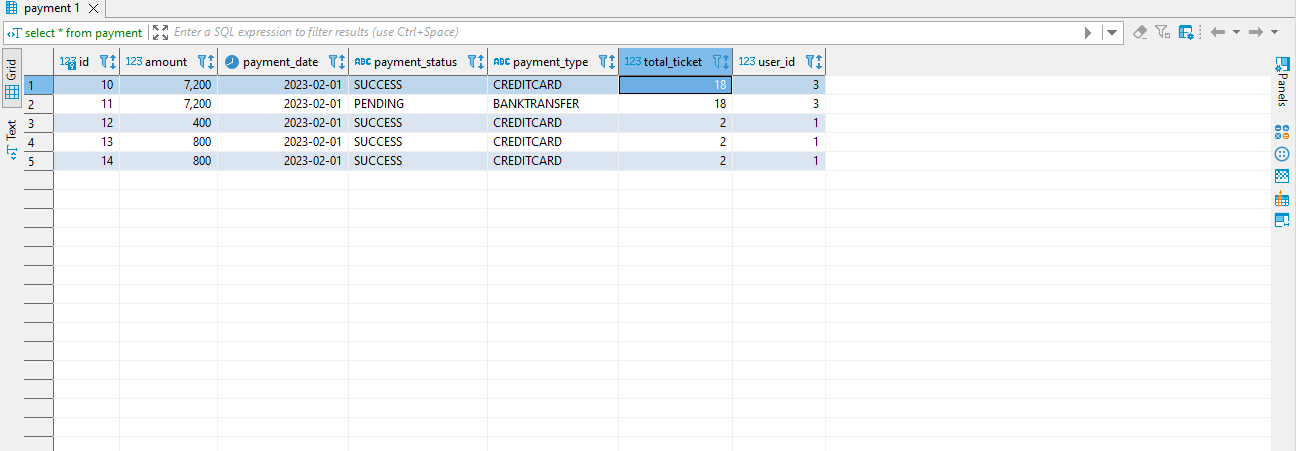 payment 1
select * from payment Enter a SQL expression to filter results (use Ctrl+Space)
Grid
Text
123 id 123 amount payment_date ABC payment_status ABC payment_type 123 total_ticket 123 user_id
1 10 7,200 2023-02-01 SUCCESS CREDITCARD 18 3
2 11 7,200 2023-02-01 PENDING BANKTRANSFER 18 3
3 12 400 2023-02-01 SUCCESS CREDITCARD 2 1
4 13 800 2023-02-01 SUCCESS CREDITCARD 2 1
5 14 800 2023-02-01 SUCCESS CREDITCARD 2 1
Panels